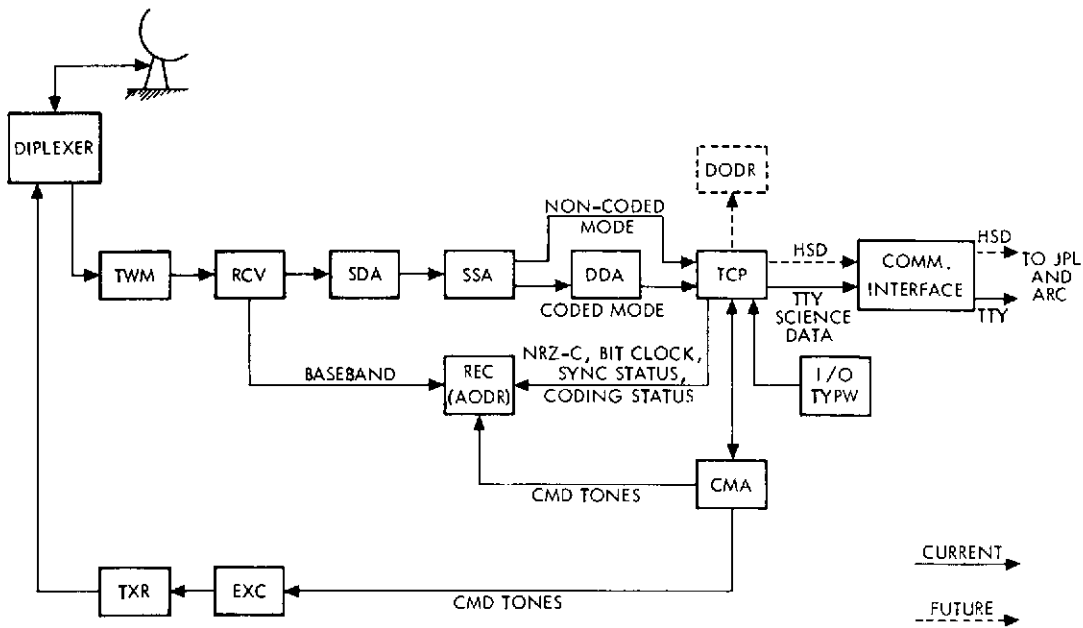 DIPLEXER
DODR
NON-CODED
MODE
HSD
HSD
TWM
RCV
SDA
SSA
DDA
TCP
COMM.
INTERFACE
TO JPL
AND
ARC
CODED MODE
TTY
SCIENCE
DATA
TTY
BASEBAND
REC
(AODR)
NRZ-C, BIT CLOCK,
SYNC STATUS,
CODING STATUS
I/O
TYPW
CMD TONES
CMA
CURRENT
TXR
EXC
CMD TONES
FUTURE